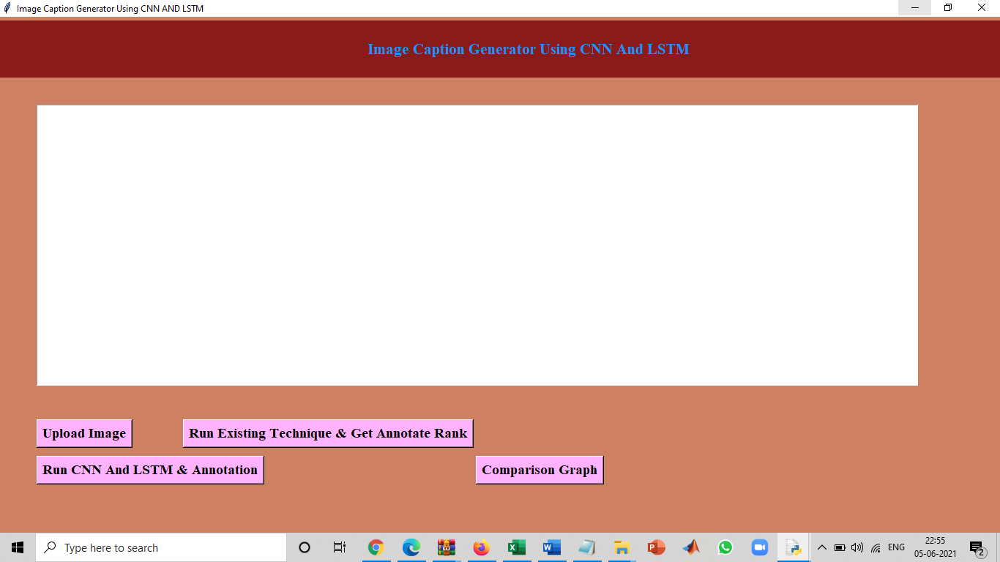 Image Caption Generator Using CNN AND LSTM
Image Caption Generator Using CNN And LSTM
Upload Image
Run Existing Technique & Get Annotate Rank
Run CNN And LSTM & Annotation
Comparison Graph
Type here to search
ENG
22:55
05-06-2021
2